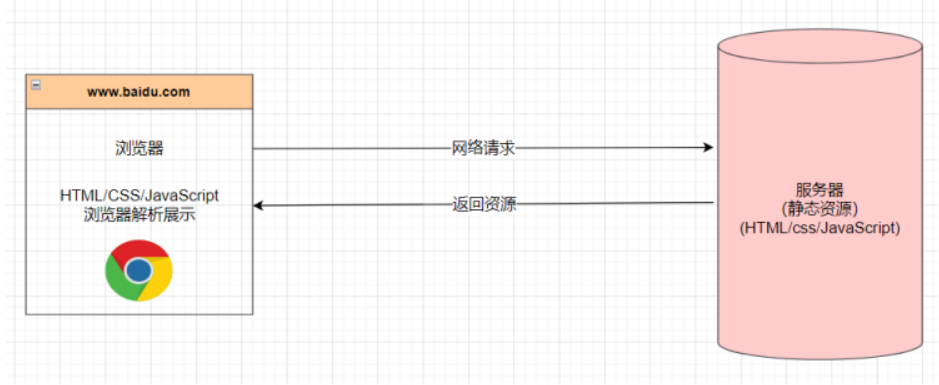 www.baidu.com
浏览器
网络请求
HTML/CSS/JavaScript
浏览器解析展示
返回资源
服务器
(静态资源)
(HTML/css/JavaScript)